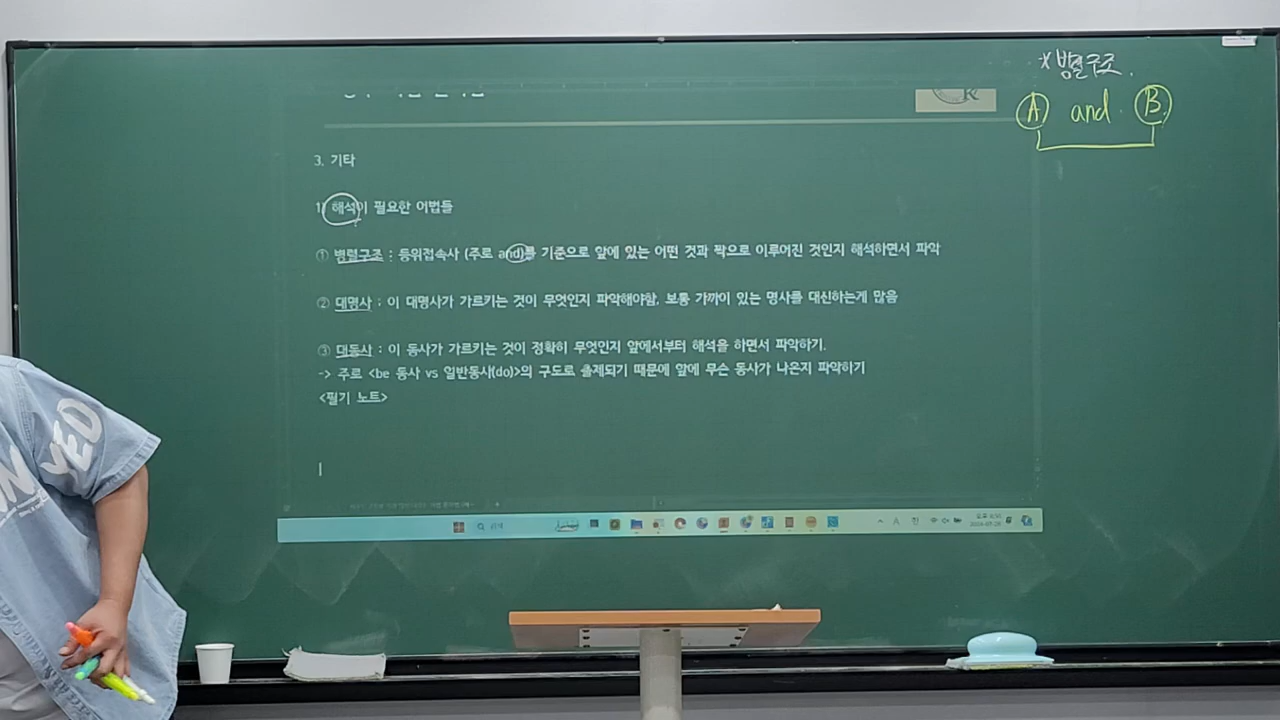 *병렬구조.
A and B
3. 기타
1) 해석이 필요한 어법들
① 병렬구조 : 등위접속사 (주로 and)를 기준으로 앞에 있는 어떤 것과 짝으로 이루어진 것인지 해석하면서 파악
② 대명사 : 이 대명사가 가르키는 것이 무엇인지 파악해야함, 보통 가까이 있는 명사를 대신하는게 많음
③ 대동사 : 이 동사가 가르키는 것이 정확히 무엇인지 앞에서부터 해석을 하면서 파악하기.
-> 주로 <be 동사 vs 일반동사(do)>의 구도로 출제되기 때문에 앞에 무슨 동사가 나온지 파악하기
<필기 노트>
검색
YED